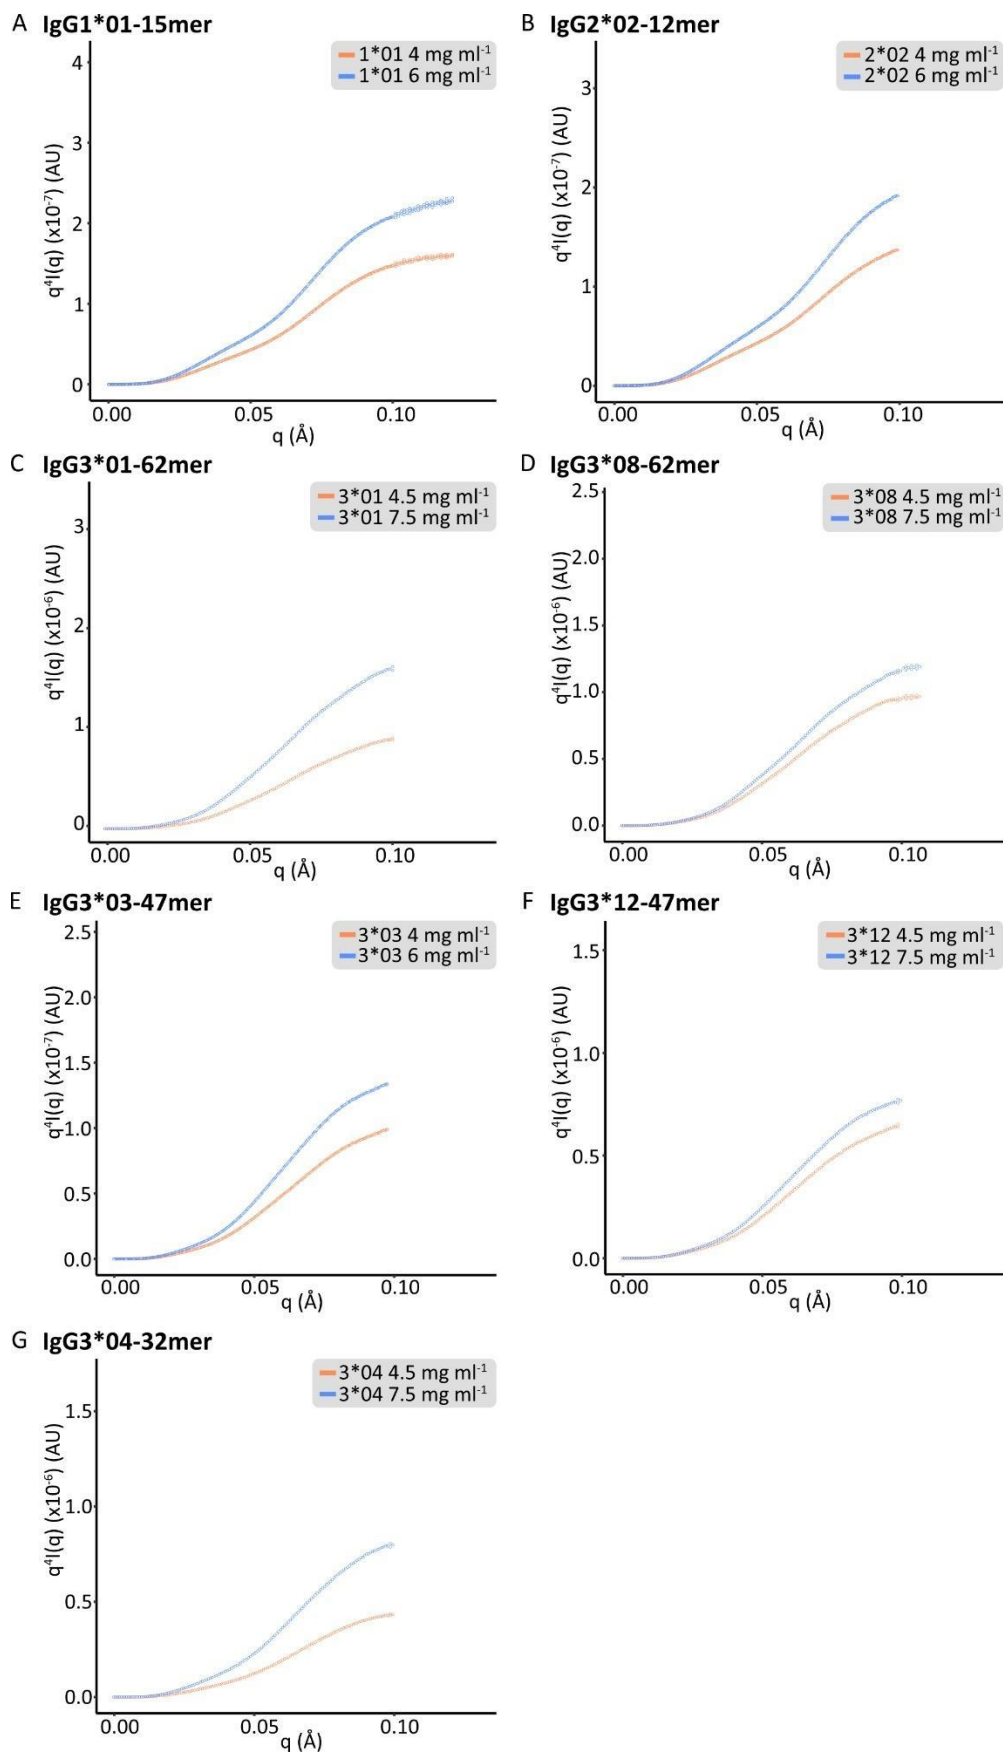 A IgG1*01-15mer
1*01 4 mg ml⁻¹
1*01 6 mg ml⁻¹
4
3
2
1
0
q⁴I(q) (x10⁻⁷) (AU)
0.00 0.05 0.10
q (Å)
B IgG2*02-12mer
2*02 4 mg ml⁻¹
2*02 6 mg ml⁻¹
3
2
1
0
q⁴I(q) (x10⁻⁷) (AU)
0.00 0.05 0.10
q (Å)
C IgG3*01-62mer
3*01 4.5 mg ml⁻¹
3*01 7.5 mg ml⁻¹
3
2
1
0
q⁴I(q) (x10⁻⁶) (AU)
0.00 0.05 0.10
q (Å)
D IgG3*08-62mer
3*08 4.5 mg ml⁻¹
3*08 7.5 mg ml⁻¹
2.5
2.0
1.5
1.0
0.5
0.0
q⁴I(q) (x10⁻⁶) (AU)
0.00 0.05 0.10
q (Å)
E IgG3*03-47mer
3*03 4 mg ml⁻¹
3*03 6 mg ml⁻¹
2.5
2.0
1.5
1.0
0.5
0.0
q⁴I(q) (x10⁻⁷) (AU)
0.00 0.05 0.10
q (Å)
F IgG3*12-47mer
3*12 4.5 mg ml⁻¹
3*12 7.5 mg ml⁻¹
1.5
1.0
0.5
0.0
q⁴I(q) (x10⁻⁶) (AU)
0.00 0.05 0.10
q (Å)
G IgG3*04-32mer
3*04 4.5 mg ml⁻¹
3*04 7.5 mg ml⁻¹
1.5
1.0
0.5
0.0
q⁴I(q) (x10⁻⁶) (AU)
0.00 0.05 0.10
q (Å)